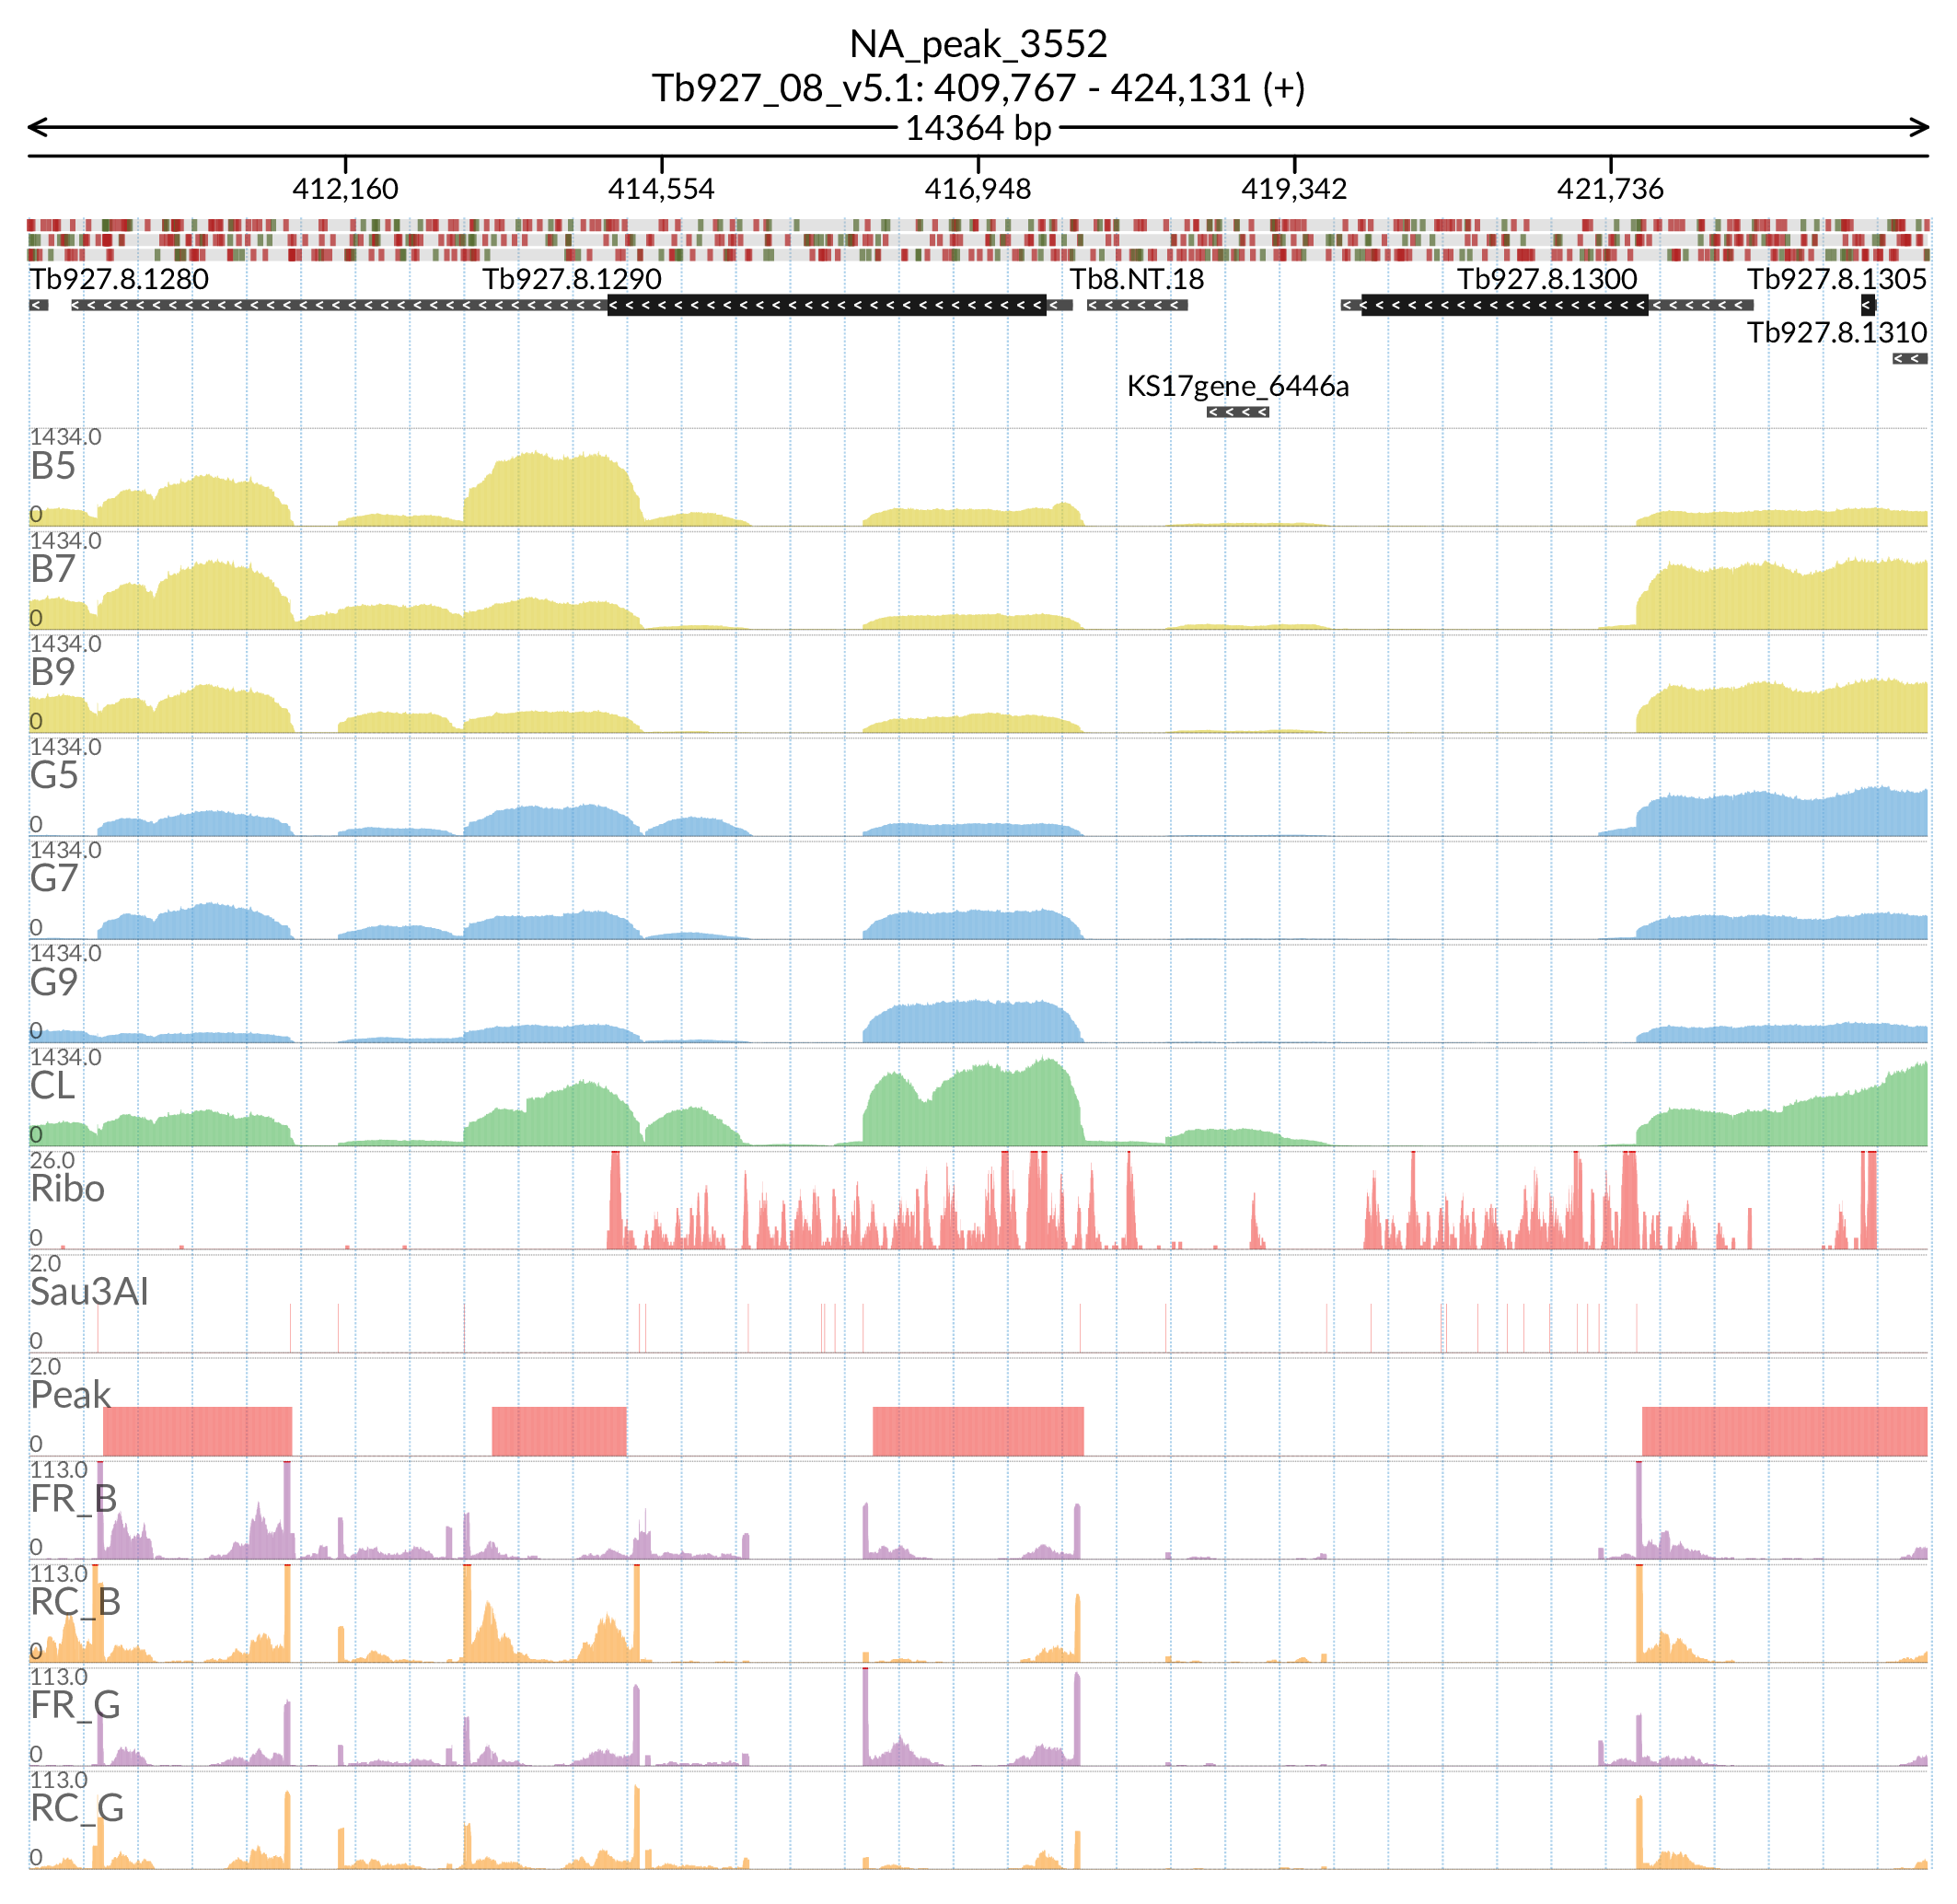 NA_peak_3552
Tb927_08_v5.1: 409,767 - 424,131 (+)
14364 bp
412,160 414,554 416,948 419,342 421,736
Tb927.8.1280 Tb927.8.1290 Tb8.NT.18 Tb927.8.1300 Tb927.8.1305
Tb927.8.1310
KS17gene_6446a
1434.0
B5
0
1434.0
B7
0
1434.0
B9
0
1434.0
G5
0
1434.0
G7
0
1434.0
G9
0
1434.0
CL
0
26.0
Ribo
0
2.0
Sau3AI
0
2.0
Peak
0
113.0
FR_B
0
113.0
RC_B
0
113.0
FR_G
0
113.0
RC_G
0